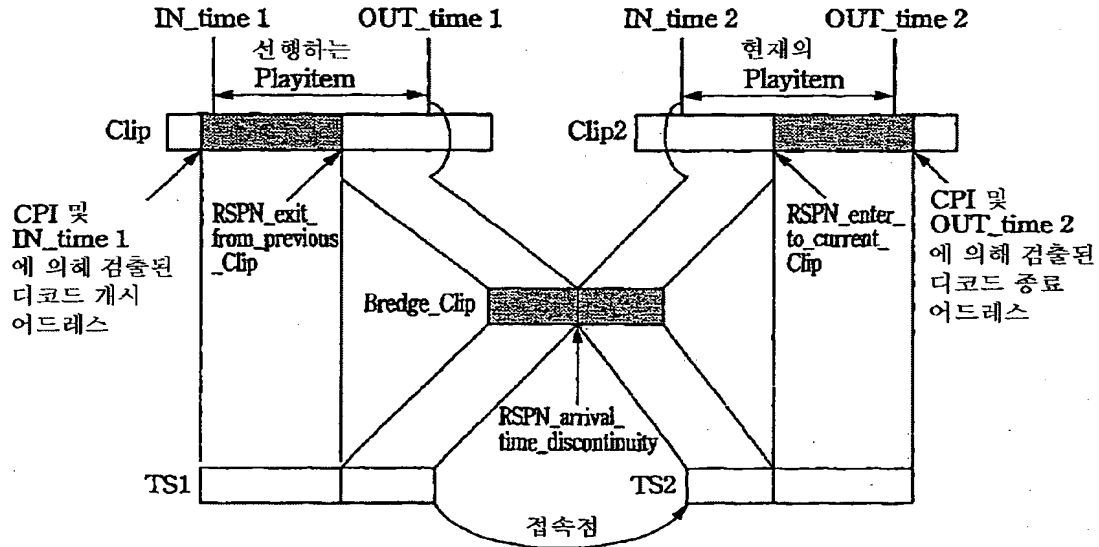 IN_time 1
OUT_time 1
IN_time 2
OUT_time 2
선행하는
Playitem
현재의
Playitem
Clip
Clip2
CPI 및
IN_time 1
에 의해 검출된
디코드 개시
어드레스
RSPN_exit_
from_previous
_Clip
RSPN_enter_
to_current_
Clip
CPI 및
OUT_time 2
에 의해 검출된
디코드 종료
어드레스
Bredge_Clip
RSPN_arrival_
time_discontinuity
TS1
TS2
접속점